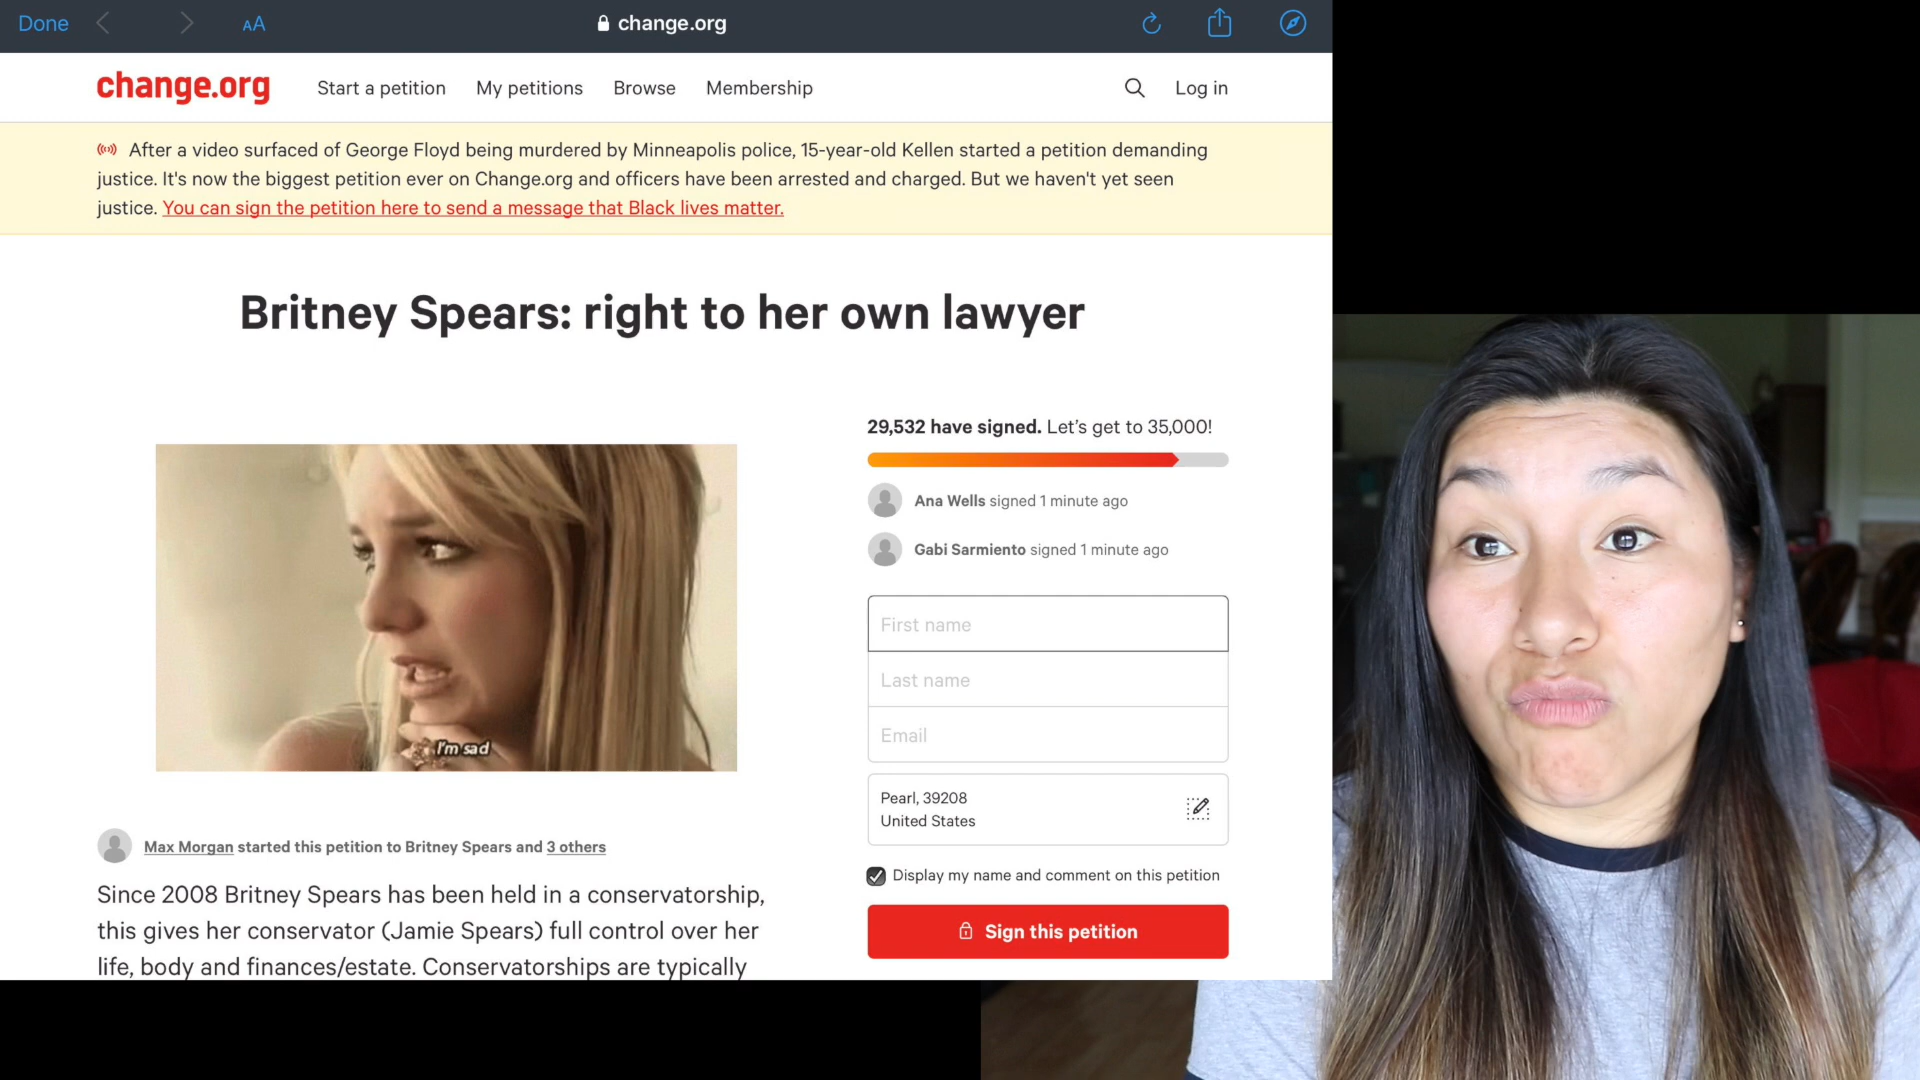 Done
AA
change.org
change.org
Start a petition
My petitions
Browse
Membership
Log in
After a video surfaced of George Floyd being murdered by Minneapolis police, 15-year-old Kellen started a petition demanding
justice. It's now the biggest petition ever on Change.org and officers have been arrested and charged. But we haven't yet seen
justice. You can sign the petition here to send a message that Black lives matter.
Britney Spears: right to her own lawyer
I'm sad
Max Morgan started this petition to Britney Spears and 3 others
Since 2008 Britney Spears has been held in a conservatorship,
this gives her conservator (Jamie Spears) full control over her
life, body and finances/estate. Conservatorships are typically
29,532 have signed. Let's get to 35,000!
Ana Wells signed 1 minute ago
Gabi Sarmiento signed 1 minute ago
First name
Last name
Email
Pearl, 39208
United States
Display my name and comment on this petition
Sign this petition